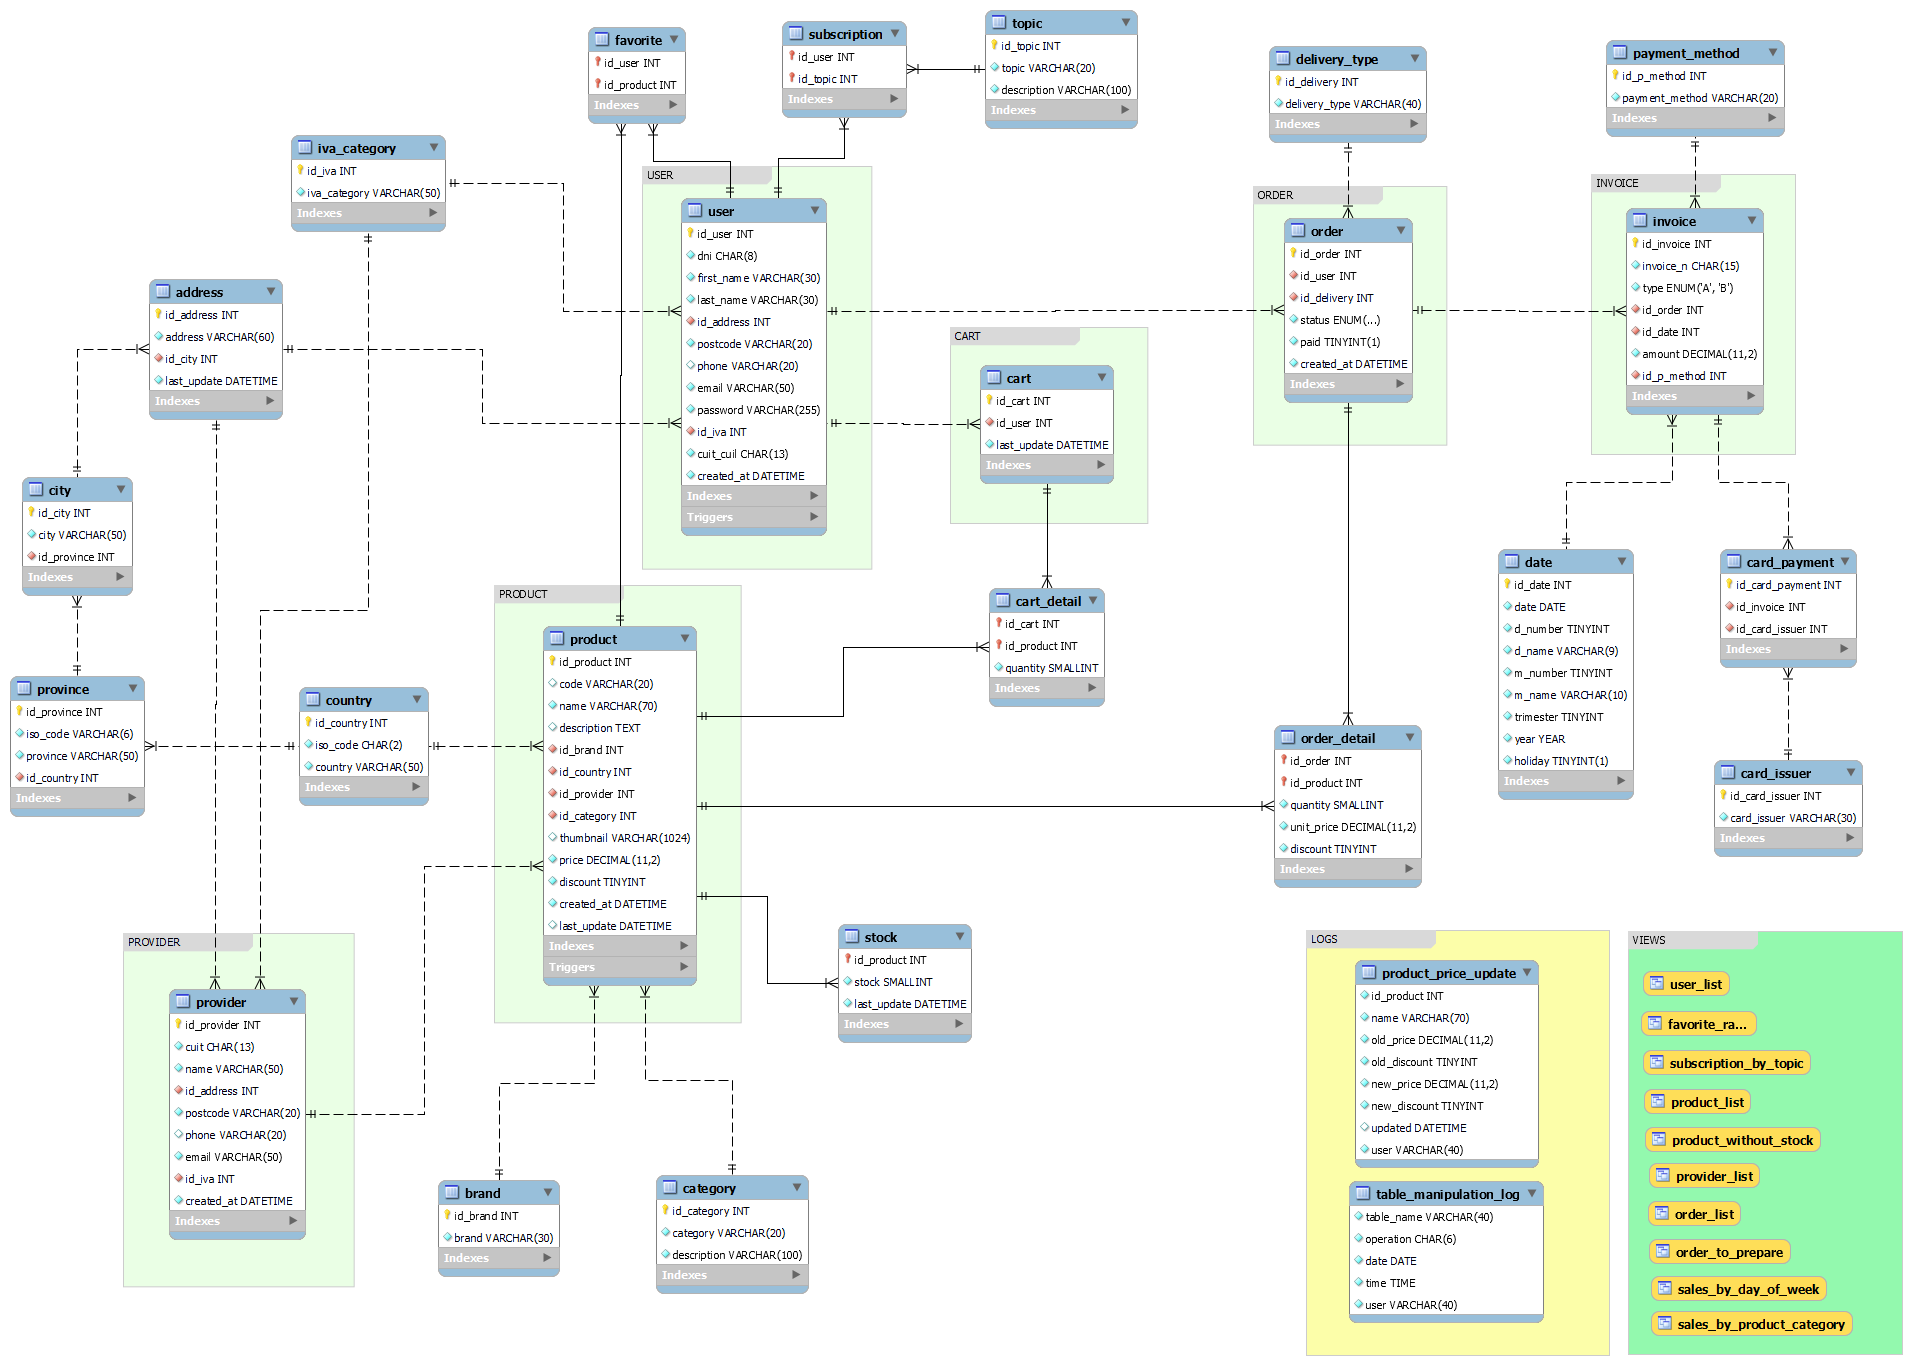 favorite
id_user INT
id_product INT
Indexes
subscription
id_user INT
id_topic INT
Indexes
topic
id_topic INT
topic VARCHAR(20)
description VARCHAR(100)
Indexes
delivery_type
id_delivery INT
delivery_type VARCHAR(40)
Indexes
payment_method
id_p_method INT
payment_method VARCHAR(20)
Indexes
iva_category
id_iva INT
iva_category VARCHAR(50)
Indexes
USER
user
id_user INT
dni CHAR(8)
first_name VARCHAR(30)
last_name VARCHAR(30)
id_address INT
postcode VARCHAR(20)
phone VARCHAR(20)
email VARCHAR(50)
password VARCHAR(255)
id_iva INT
cuit_cuil CHAR(13)
created_at DATETIME
Indexes
Triggers
ORDER
order
id_order INT
id_user INT
id_delivery INT
status ENUM(...)
paid TINYINT(1)
created_at DATETIME
Indexes
INVOICE
invoice
id_invoice INT
invoice_n CHAR(15)
type ENUM('A', 'B')
id_order INT
id_date INT
amount DECIMAL(11,2)
id_p_method INT
Indexes
address
id_address INT
address VARCHAR(60)
id_city INT
last_update DATETIME
Indexes
CART
cart
id_cart INT
id_user INT
last_update DATETIME
Indexes
city
id_city INT
city VARCHAR(50)
id_province INT
Indexes
date
id_date INT
date DATE
d_number TINYINT
d_name VARCHAR(9)
m_number TINYINT
m_name VARCHAR(10)
trimester TINYINT
year YEAR
holiday TINYINT(1)
Indexes
card_payment
id_card_payment INT
id_invoice INT
id_card_issuer INT
Indexes
PRODUCT
product
id_product INT
code VARCHAR(20)
name VARCHAR(70)
description TEXT
id_brand INT
id_country INT
id_provider INT
id_category INT
thumbnail VARCHAR(1024)
price DECIMAL(11,2)
discount TINYINT
created_at DATETIME
last_update DATETIME
Indexes
Triggers
cart_detail
id_cart INT
id_product INT
quantity SMALLINT
Indexes
province
id_province INT
iso_code VARCHAR(6)
province VARCHAR(50)
id_country INT
Indexes
country
id_country INT
iso_code CHAR(2)
country VARCHAR(50)
Indexes
order_detail
id_order INT
id_product INT
quantity SMALLINT
unit_price DECIMAL(11,2)
discount TINYINT
Indexes
card_issuer
id_card_issuer INT
card_issuer VARCHAR(30)
Indexes
stock
id_product INT
stock SMALLINT
last_update DATETIME
Indexes
PROVIDER
provider
id_provider INT
cuit CHAR(13)
name VARCHAR(50)
id_address INT
postcode VARCHAR(20)
phone VARCHAR(20)
email VARCHAR(50)
id_iva INT
created_at DATETIME
Indexes
brand
id_brand INT
brand VARCHAR(30)
Indexes
category
id_category INT
category VARCHAR(20)
description VARCHAR(100)
Indexes
LOGS
product_price_update
id_product INT
name VARCHAR(70)
old_price DECIMAL(11,2)
old_discount TINYINT
new_price DECIMAL(11,2)
new_discount TINYINT
updated DATETIME
user VARCHAR(40)
table_manipulation_log
table_name VARCHAR(40)
operation CHAR(6)
date DATE
time TIME
user VARCHAR(40)
VIEWS
user_list
favorite_ra...
subscription_by_topic
product_list
product_without_stock
provider_list
order_list
order_to_prepare
sales_by_day_of_week
sales_by_product_category